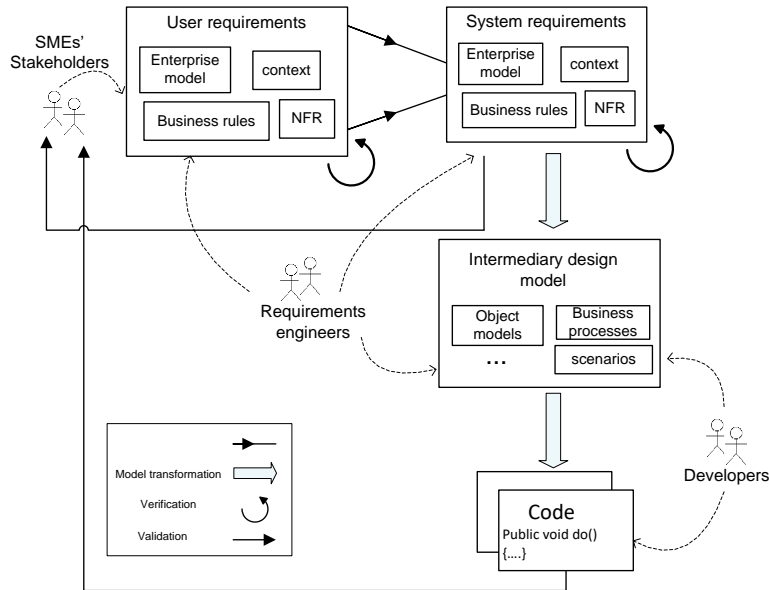 User requirements
Enterprise
model
context
Business rules
NFR
System requirements
Enterprise
model
context
Business rules
NFR
SMEs'
Stakeholders
Intermediary design
model
Object
models
Business
processes
...
scenarios
Requirements
engineers
Developers
Code
Public void do()
{....}
Model transformation
Verification
Validation